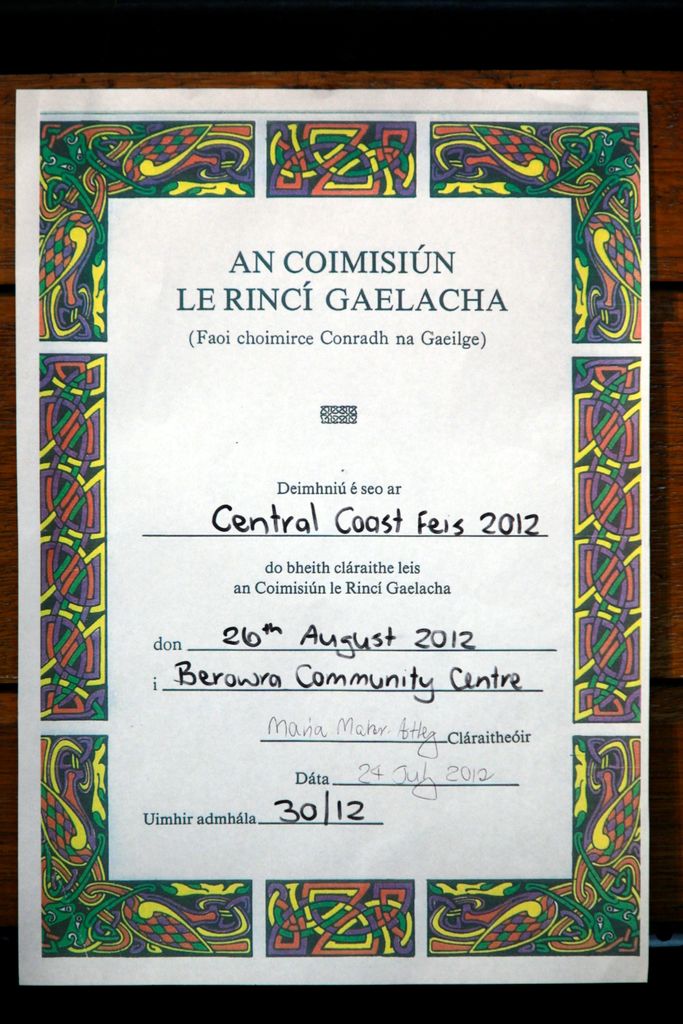 AN COIMISIÚN
LE RINCÍ GAELACHA
(Faoi choimirce Conradh na Gaeilge)
Deimhniú é seo ar
Central Coast Feis 2012
do bheith cláraithe leis
an Coimisiún le Rincí Gaelacha
don 26th August 2012
i Berowra Community Centre
Maria Cláraitheóir
Dáta 24 July 2012
Uimhir admhála 30/12